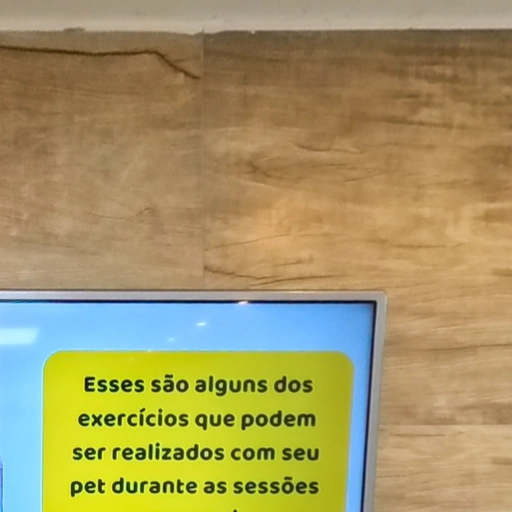 Esses são alguns dos
exercícios que podem
ser realizados com seu
pet durante as sessões